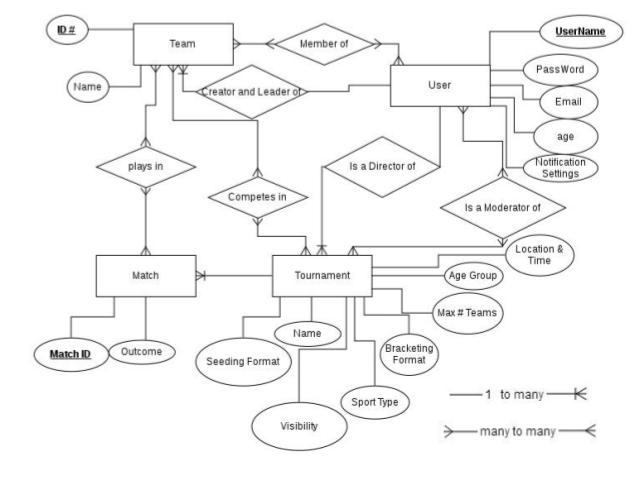 ID #
Team
Member of
UserName
Name
Creator and Leader of
User
PassWord
Email
age
plays in
Is a Director of
Notification
Settings
Competes in
Is a Moderator of
Location &
Time
Match
Tournament
Age Group
Max # Teams
Match ID
Outcome
Name
Seeding Format
Bracketing
Format
Sport Type
Visibility
1 to many
many to many